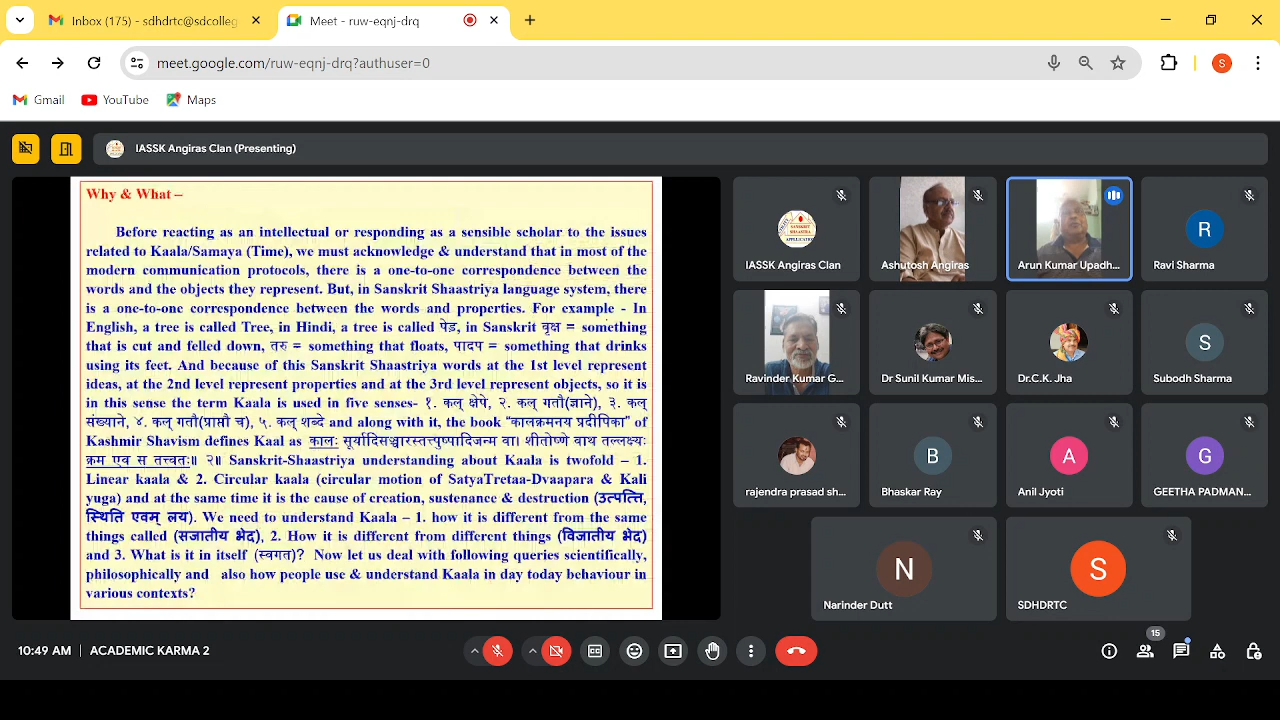 Inbox (175) - sdhdrtc@sdcolleg
Meet - ruw-eqnj-drq
meet.google.com/ruw-eqnj-drq?authuser=0
S
Gmail
YouTube
Maps
IASSK Angiras Clan (Presenting)
Why & What –
Before reacting as an intellectual or responding as a sensible scholar to the issues
related to Kaala/Samaya (Time), we must acknowledge & understand that in most of the
modern communication protocols, there is a one-to-one correspondence between the
words and the objects they represent. But, in Sanskrit Shaastriya language system, there
is a one-to-one correspondence between the words and properties. For example - In
English, a tree is called Tree, in Hindi, a tree is called पेड़, in Sanskrit वृक्ष = something
that is cut and felled down, तरु = something that floats, पादप = something that drinks
using its feet. And because of this Sanskrit Shaastriya words at the 1st level represent
ideas, at the 2nd level represent properties and at the 3rd level represent objects, so it is
in this sense the term Kaala is used in five senses- १. कल् क्षेपे, २. कल् गतौ(ज्ञाने), ३. कल्
संख्याने, ४. कल् गतौ(प्राप्तौ च), ५. कल् शब्दे and along with it, the book “कालक्रमनय प्रदीपिका” of
Kashmir Shavism defines Kaal as कालः सूर्यादिसञ्चारस्तत्त्पुष्पादिजन्म वा। शीतोष्णे वाथ तल्लक्ष्यः
क्रम एव स तत्त्वतः॥ २॥ Sanskrit-Shaastriya understanding about Kaala is twofold – 1.
Linear kaala & 2. Circular kaala (circular motion of SatyaTretaa-Dvaapara & Kali
yuga) and at the same time it is the cause of creation, sustenance & destruction (उत्पत्ति,
स्थिति एवम् लय). We need to understand Kaala – 1. how it is different from the same
things called (सजातीय भेद), 2. How it is different from different things (विजातीय भेद)
and 3. What is it in itself (स्वगत)? Now let us deal with following queries scientifically,
philosophically and also how people use & understand Kaala in day today behaviour in
various contexts?
IASSK Angiras Clan
Ashutosh Angiras
Arun Kumar Upadh...
R
Ravi Sharma
Ravinder Kumar G...
Dr Sunil Kumar Mis...
Dr.C.K. Jha
S
Subodh Sharma
rajendra prasad sh...
B
Bhaskar Ray
A
Anil Jyoti
G
GEETHA PADMAN...
N
Narinder Dutt
S
SDHDRTC
10:49 AM | ACADEMIC KARMA 2
15